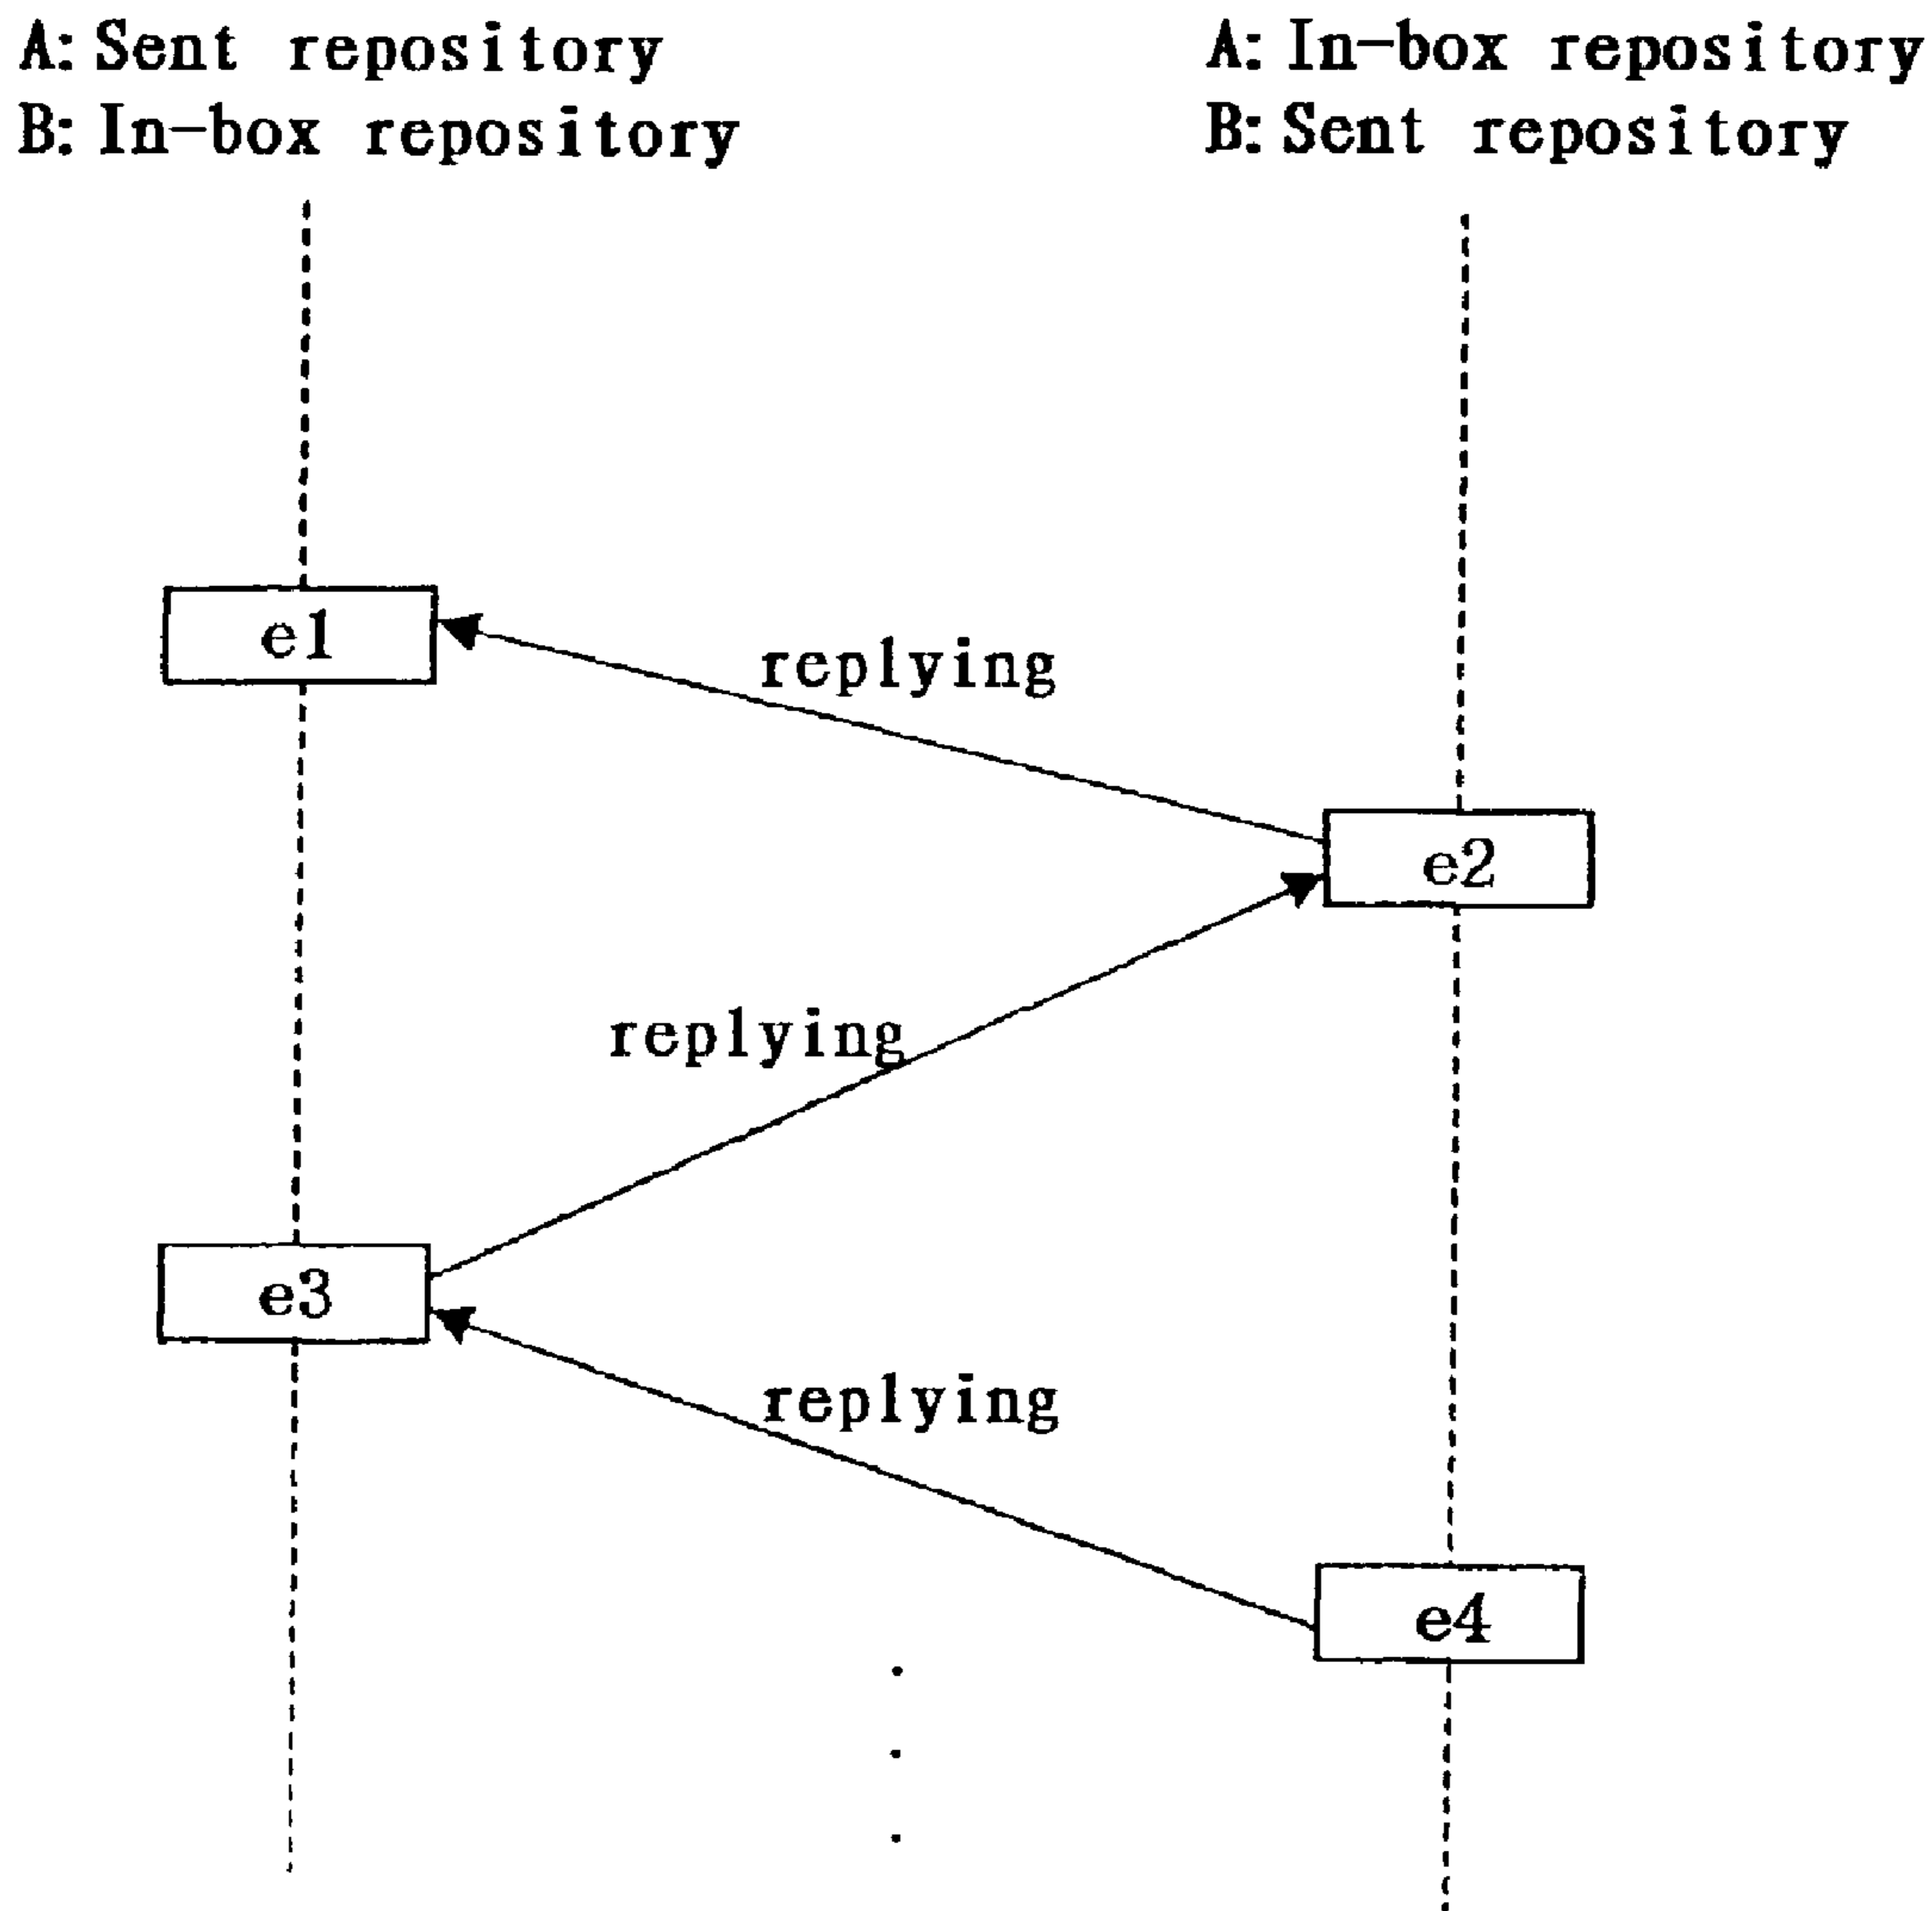 A: Sent repository
B: In-box repository
A: In-box repository
B: Sent repository
e1
replying
e2
replying
e3
replying
e4